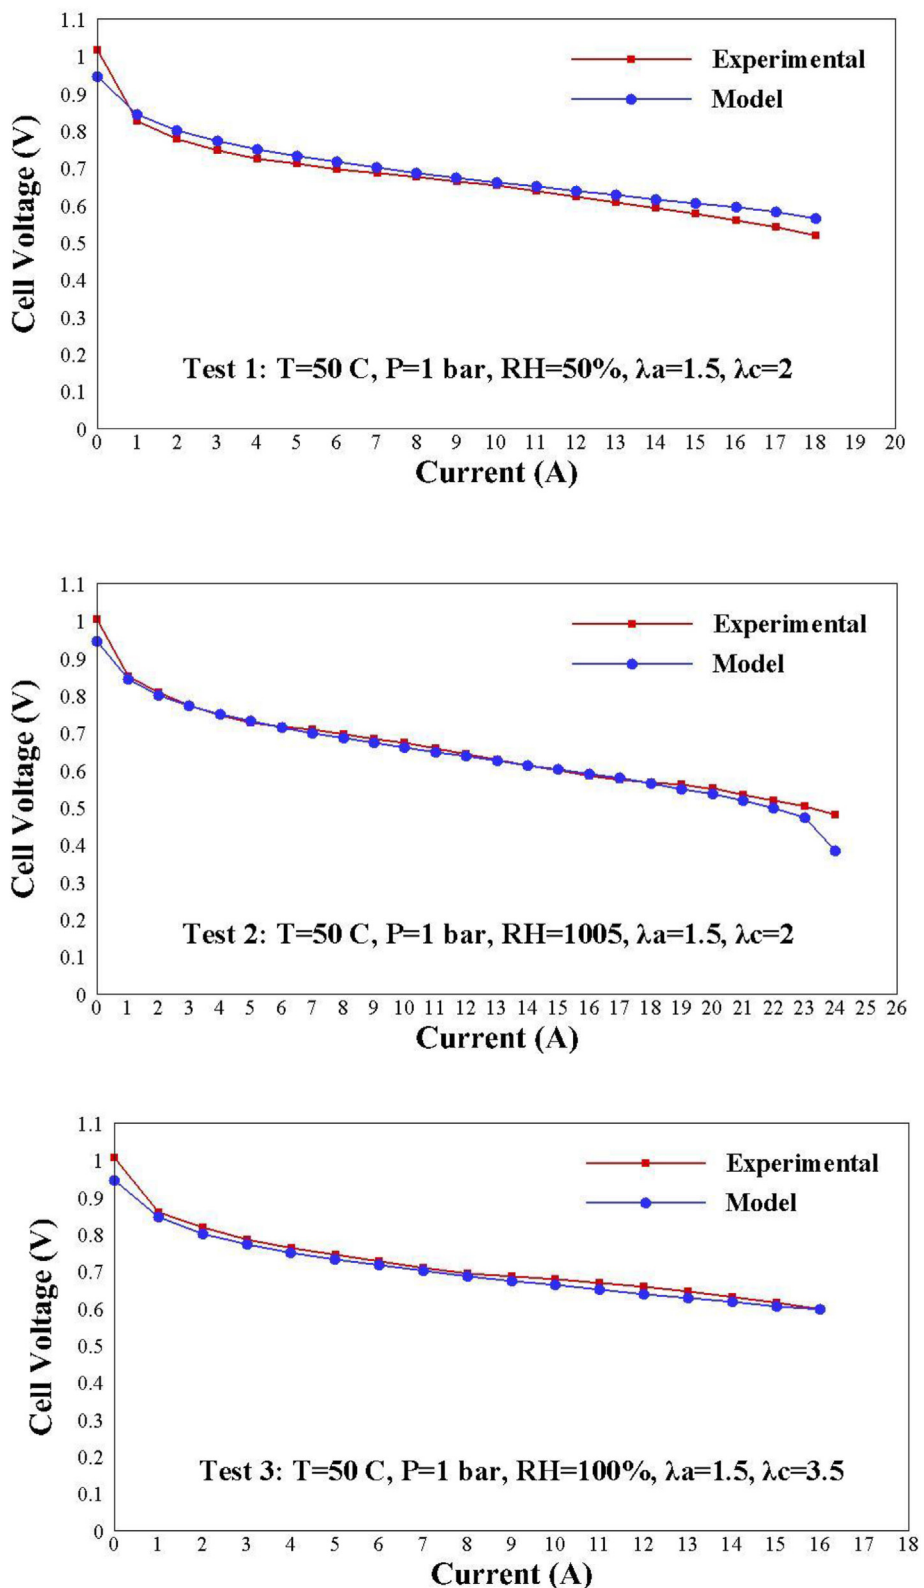 1.1
1
0.9
0.8
0.7
0.6
0.5
0.4
0.3
0.2
0.1
0
Cell Voltage (V)
Experimental
Model
Test 1: T=50 C, P=1 bar, RH=50%, λa=1.5, λc=2
0 1 2 3 4 5 6 7 8 9 10 11 12 13 14 15 16 17 18 19 20
Current (A)
1.1
1
0.9
0.8
0.7
0.6
0.5
0.4
0.3
0.2
0.1
0
Cell Voltage (V)
Experimental
Model
Test 2: T=50 C, P=1 bar, RH=1005, λa=1.5, λc=2
0 1 2 3 4 5 6 7 8 9 10 11 12 13 14 15 16 17 18 19 20 21 22 23 24 25 26
Current (A)
1.1
1
0.9
0.8
0.7
0.6
0.5
0.4
0.3
0.2
0.1
0
Cell Voltage (V)
Experimental
Model
Test 3: T=50 C, P=1 bar, RH=100%, λa=1.5, λc=3.5
0 1 2 3 4 5 6 7 8 9 10 11 12 13 14 15 16 17 18
Current (A)